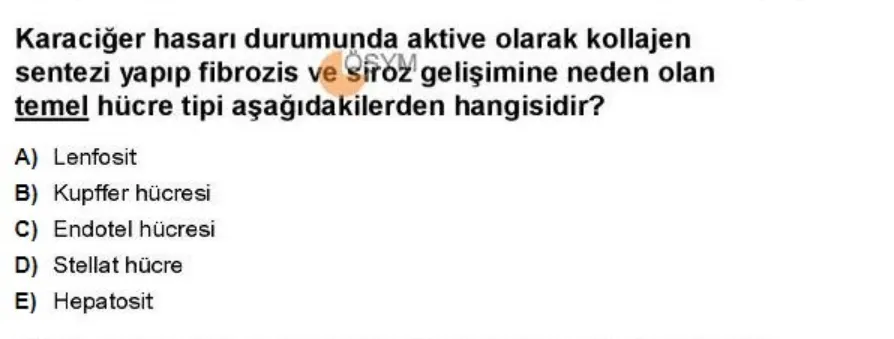 Karaciğer hasarı durumunda aktive olarak kollajen
sentezi yapıp fibrozis ve siroz gelişimine neden olan
temel hücre tipi aşağıdakilerden hangisidir?
ÖSYM
A) Lenfosit
B) Kupffer hücresi
C) Endotel hücresi
D) Stellat hücre
E) Hepatosit